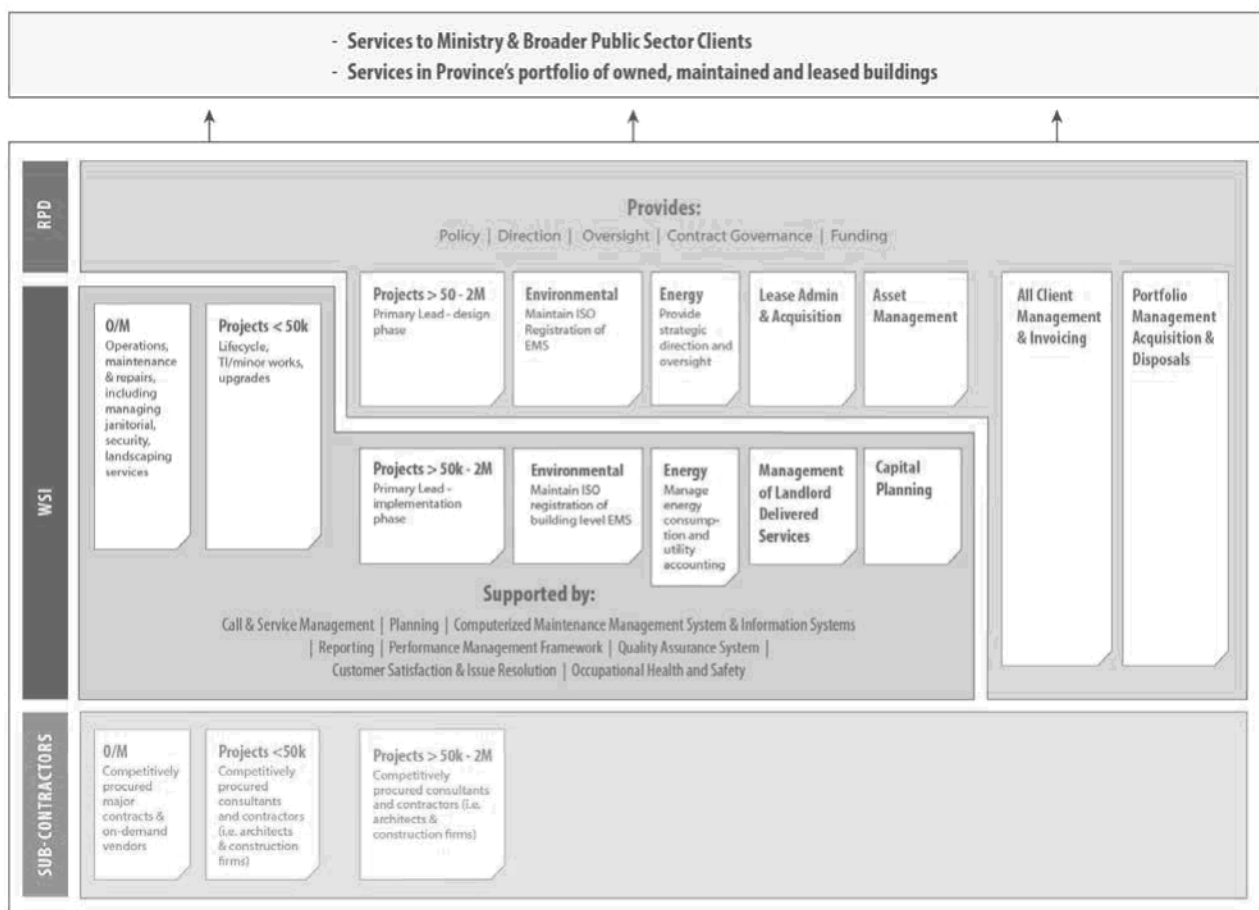 - Services to Ministry & Broader Public Sector Clients
- Services in Province's portfolio of owned, maintained and leased buildings
RPD
Provides:
Policy | Direction | Oversight | Contract Governance | Funding
Projects > 50 - 2M
Primary Lead - design
phase
Environmental
Maintain ISO
Registration of
EMS
Energy
Provide
strategic
direction and
oversight
Lease Admin
& Acquisition
Asset
Management
All Client
Management
& Invoicing
Portfolio
Management
Acquisition &
Disposals
WSI
O/M
Operations,
maintenance
& repairs,
including
managing
janitorial,
security,
landscaping
services
Projects < 50k
Lifecycle,
TI/minor works,
upgrades
Projects > 50k - 2M
Primary Lead -
implementation
phase
Environmental
Maintain ISO
registration of
building level EMS
Energy
Manage
energy
consump-
tion and
utility
accounting
Management
of Landlord
Delivered
Services
Capital
Planning
Supported by:
Call & Service Management | Planning | Computerized Maintenance Management System & Information Systems
| Reporting | Performance Management Framework | Quality Assurance System |
Customer Satisfaction & Issue Resolution | Occupational Health and Safety
SUB-CONTRACTORS
O/M
Competitively
procured
major
contracts &
on-demand
vendors
Projects <50k
Competitively
procured
consultants
and contractors
(i.e. architects
& construction
firms)
Projects > 50k - 2M
Competitively
procured consultants
and contractors (i.e.
architects &
construction firms)